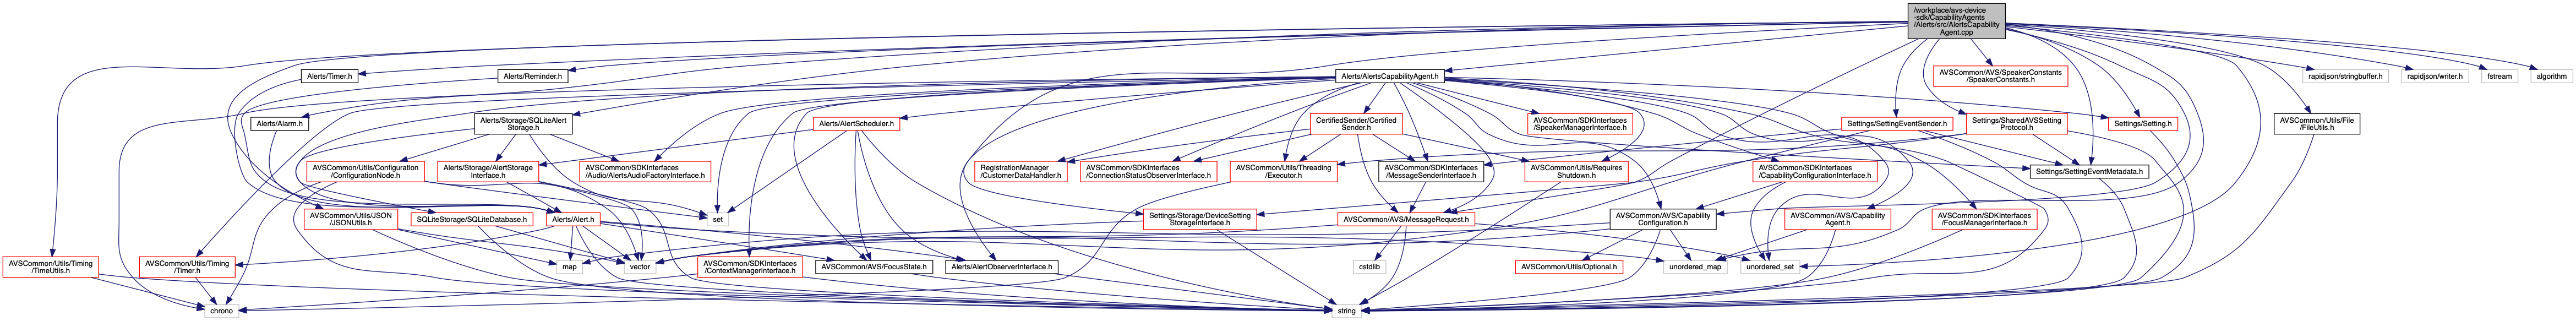 /workplace/avs-device
-sdk/CapabilityAgents
/Alerts/src/AlertsCapability
Agent.cpp
Alerts/Timer.h
Alerts/Reminder.h
Alerts/AlertsCapabilityAgent.h
AVSCommon/AVS/SpeakerConstants
/SpeakerConstants.h
rapidjson/stringbuffer.h
rapidjson/writer.h
fstream
algorithm
Alerts/Alarm.h
Alerts/Storage/SQLiteAlert
Storage.h
Alerts/AlertScheduler.h
CertifiedSender/Certified
Sender.h
AVSCommon/SDKInterfaces
/SpeakerManagerInterface.h
Settings/SettingEventSender.h
Settings/SharedAVSSetting
Protocol.h
Settings/Setting.h
AVSCommon/Utils/File
/FileUtils.h
AVSCommon/Utils/Configuration
/ConfigurationNode.h
Alerts/Storage/AlertStorage
Interface.h
AVSCommon/SDKInterfaces
/Audio/AlertsAudioFactoryInterface.h
RegistrationManager
/CustomerDataHandler.h
AVSCommon/SDKInterfaces
/ConnectionStatusObserverInterface.h
AVSCommon/Utils/Threading
/Executor.h
AVSCommon/SDKInterfaces
/MessageSenderInterface.h
AVSCommon/Utils/Requires
Shutdown.h
AVSCommon/SDKInterfaces
/CapabilityConfigurationInterface.h
Settings/SettingEventMetadata.h
AVSCommon/Utils/JSON
/JSONUtils.h
SQLiteStorage/SQLiteDatabase.h
Alerts/Alert.h
set
Settings/Storage/DeviceSetting
StorageInterface.h
AVSCommon/AVS/MessageRequest.h
AVSCommon/AVS/Capability
Configuration.h
AVSCommon/AVS/Capability
Agent.h
AVSCommon/SDKInterfaces
/FocusManagerInterface.h
AVSCommon/Utils/Timing
/TimeUtils.h
AVSCommon/Utils/Timing
/Timer.h
map
vector
AVSCommon/SDKInterfaces
/ContextManagerInterface.h
AVSCommon/AVS/FocusState.h
Alerts/AlertObserverInterface.h
cstdlib
AVSCommon/Utils/Optional.h
unordered_map
unordered_set
chrono
string